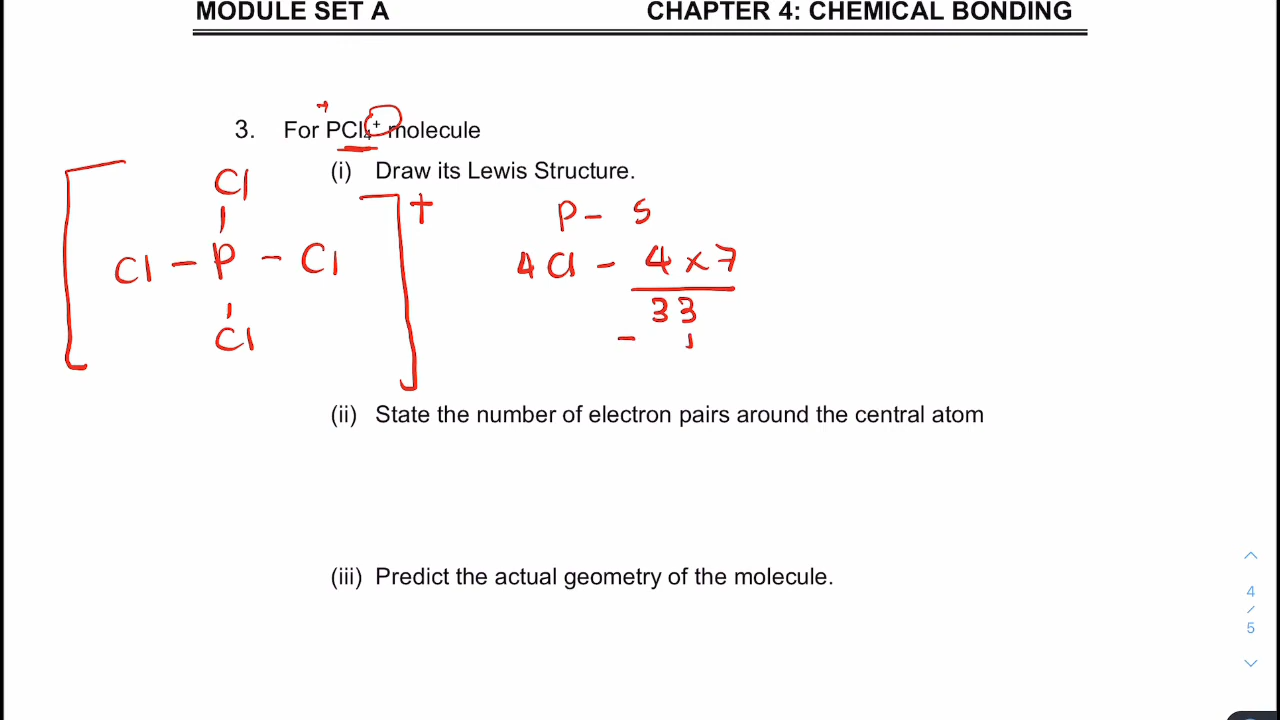 MODULE SET A CHAPTER 4: CHEMICAL BONDING
+
3. For PCl₄⁺ molecule
(i) Draw its Lewis Structure.
Cl
+
P - 5
Cl - P - Cl
4 Cl - 4 x 7
33
Cl
- 1
(ii) State the number of electron pairs around the central atom
(iii) Predict the actual geometry of the molecule.
4
/
5